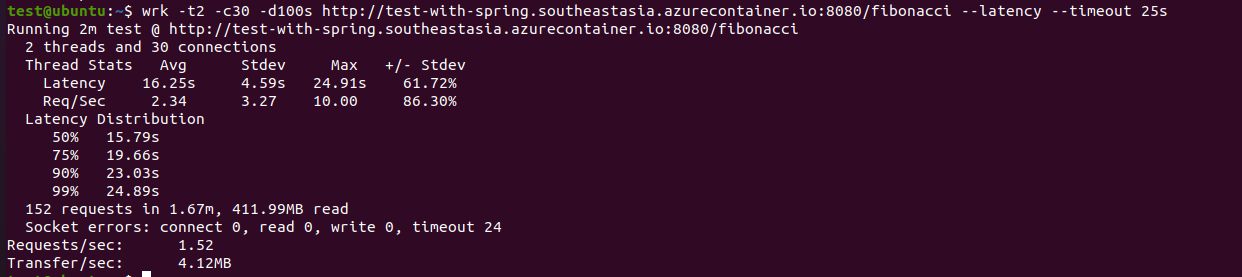 test@ubuntu:~$ wrk -t2 -c30 -d100s http://test-with-spring.southeastasia.azurecontainer.io:8080/fibonacci --latency --timeout 25s
Running 2m test @ http://test-with-spring.southeastasia.azurecontainer.io:8080/fibonacci
  2 threads and 30 connections
  Thread Stats   Avg      Stdev     Max   +/- Stdev
    Latency    16.25s     4.59s   24.91s    61.72%
    Req/Sec     2.34      3.27    10.00     86.30%
  Latency Distribution
     50%   15.79s
     75%   19.66s
     90%   23.03s
     99%   24.89s
  152 requests in 1.67m, 411.99MB read
  Socket errors: connect 0, read 0, write 0, timeout 24
Requests/sec:      1.52
Transfer/sec:      4.12MB